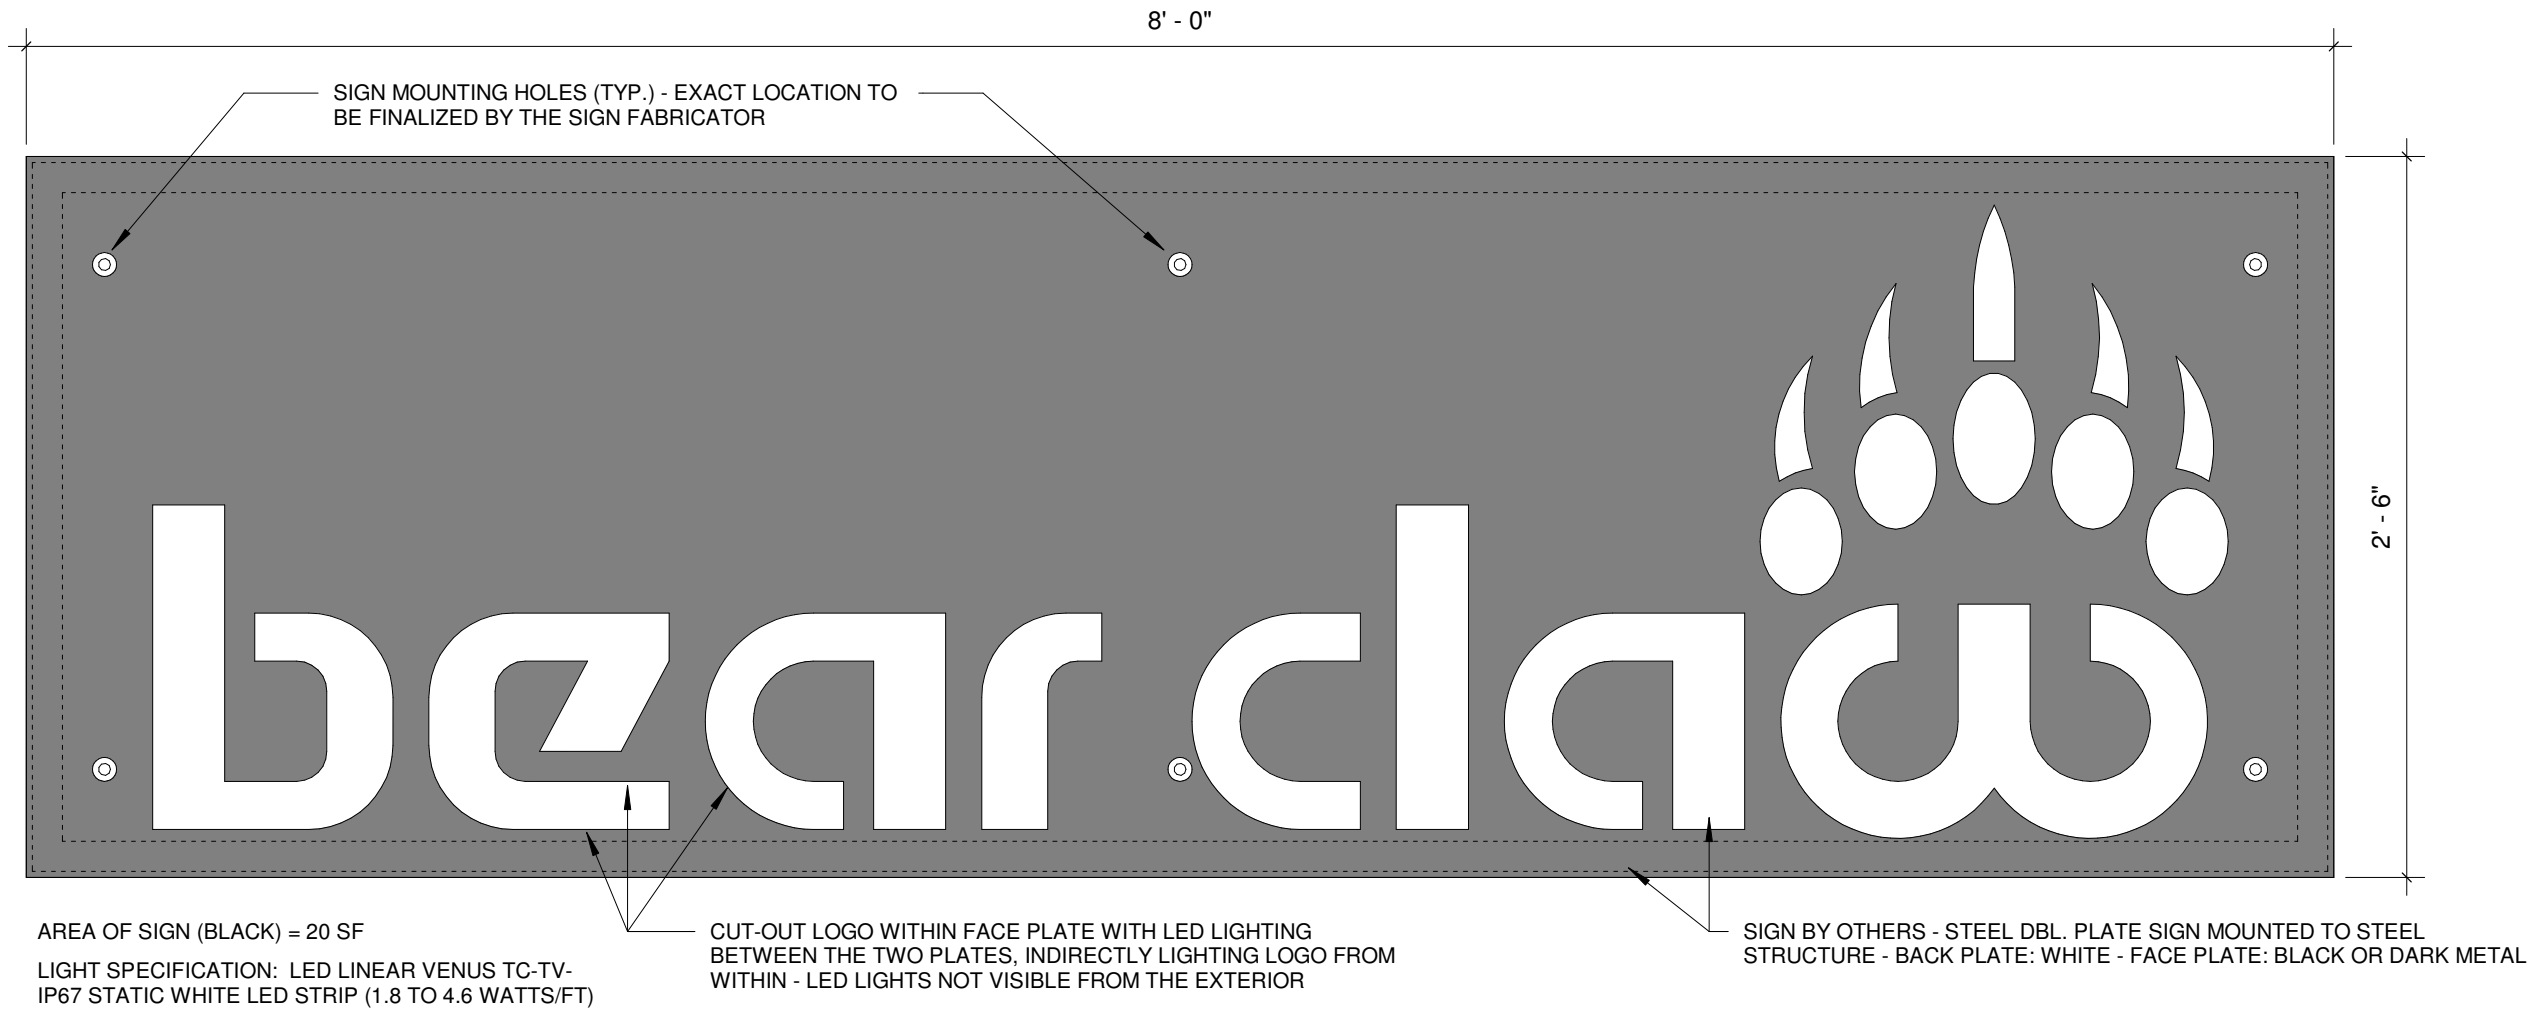 8' - 0"
SIGN MOUNTING HOLES (TYP.) - EXACT LOCATION TO
BE FINALIZED BY THE SIGN FABRICATOR
2' - 6"
bear claw
AREA OF SIGN (BLACK) = 20 SF
LIGHT SPECIFICATION: LED LINEAR VENUS TC-TV-
IP67 STATIC WHITE LED STRIP (1.8 TO 4.6 WATTS/FT)
CUT-OUT LOGO WITHIN FACE PLATE WITH LED LIGHTING
BETWEEN THE TWO PLATES, INDIRECTLY LIGHTING LOGO FROM
WITHIN - LED LIGHTS NOT VISIBLE FROM THE EXTERIOR
SIGN BY OTHERS - STEEL DBL. PLATE SIGN MOUNTED TO STEEL
STRUCTURE - BACK PLATE: WHITE - FACE PLATE: BLACK OR DARK METAL